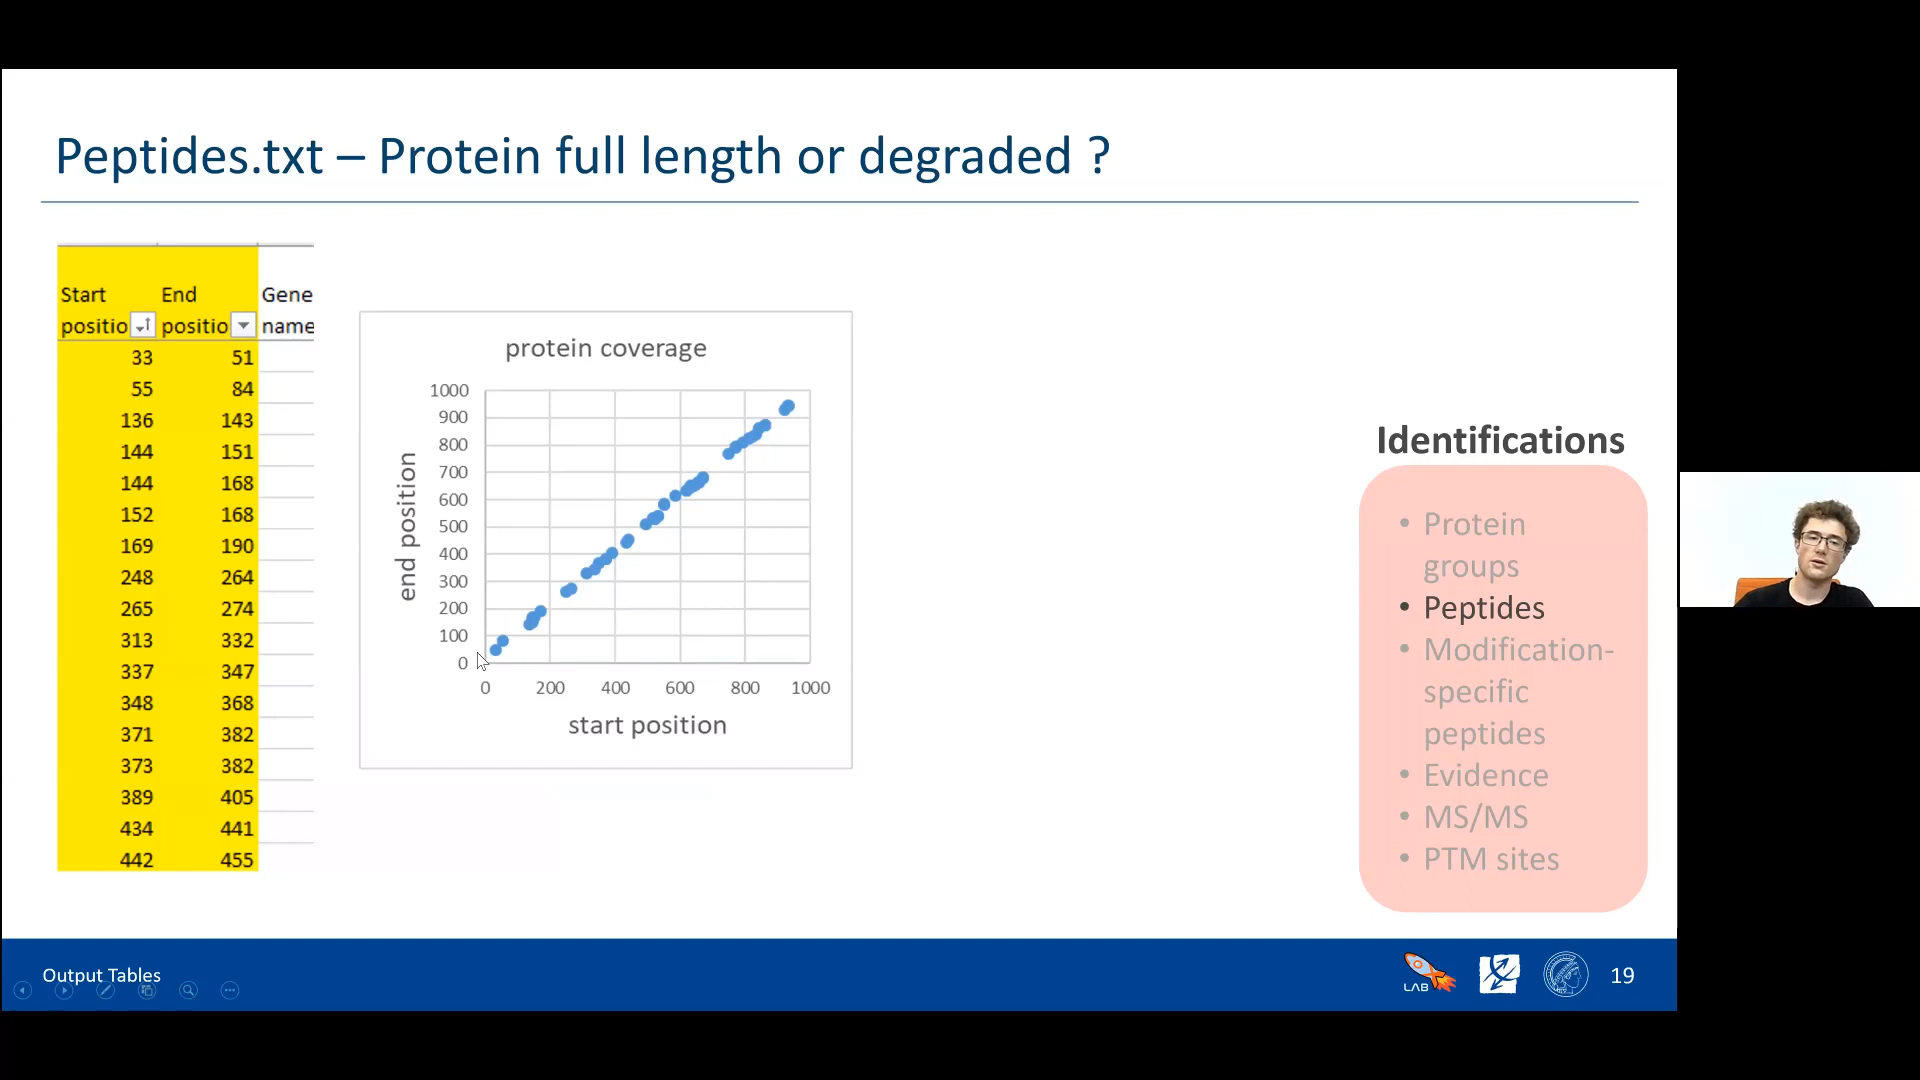 Peptides.txt – Protein full length or degraded ?
Start End Gene
positio positio name
33 51
55 84
136 143
144 151
144 168
152 168
169 190
248 264
265 274
313 332
337 347
348 368
371 382
373 382
389 405
434 441
442 455
protein coverage
end position
1000
900
800
700
600
500
400
300
200
100
0
0 200 400 600 800 1000
start position
Identifications
• Protein
groups
• Peptides
• Modification-
specific
peptides
• Evidence
• MS/MS
• PTM sites
Output Tables
LAB
19